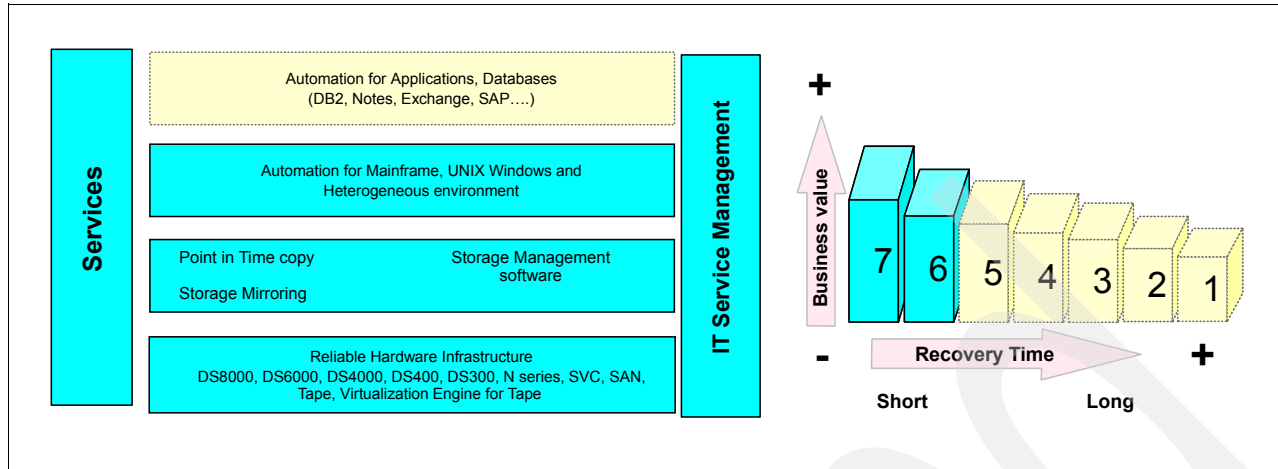 Services
Automation for Applications, Databases
(DB2, Notes, Exchange, SAP....)
Automation for Mainframe, UNIX Windows and
Heterogeneous environment
Point in Time copy
Storage Mirroring
Storage Management
software
Reliable Hardware Infrastructure
DS8000, DS6000, DS4000, DS400, DS300, N series, SVC, SAN,
Tape, Virtualization Engine for Tape
IT Service Management
+
Business value
-
7
6
5
4
3
2
1
Recovery Time
+
Short
Long